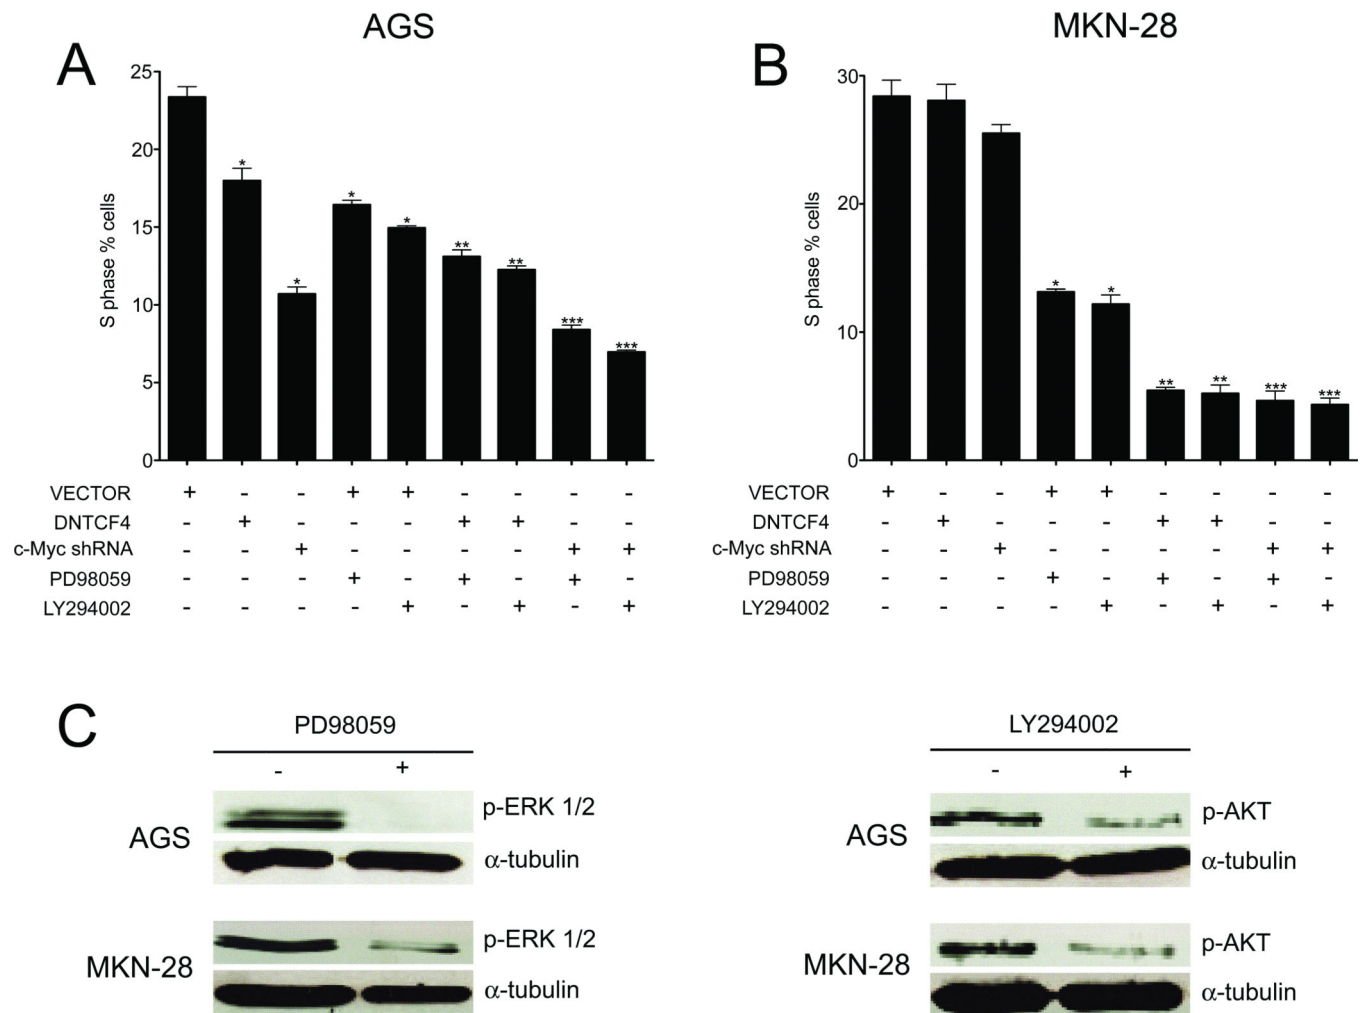 AGS
MKN-28
A
B
25
20
15
10
5
0
S phase % cells
*
*
*
*
**
**
***
***
VECTOR + - - + + - - - -
DNTCF4 - + - - - + + - -
c-Myc shRNA - - + - - - - + +
PD98059 - - - + - + - + -
LY294002 - - - - + - + - +
30
20
10
0
S phase % cells
*
*
**
**
***
***
VECTOR + - - + + - - - -
DNTCF4 - + - - - + + - -
c-Myc shRNA - - + - - - - + +
PD98059 - - - + - + - + -
LY294002 - - - - + - + - +
C
PD98059
- +
AGS
p-ERK 1/2
α-tubulin
MKN-28
p-ERK 1/2
α-tubulin
LY294002
- +
AGS
p-AKT
α-tubulin
MKN-28
p-AKT
α-tubulin